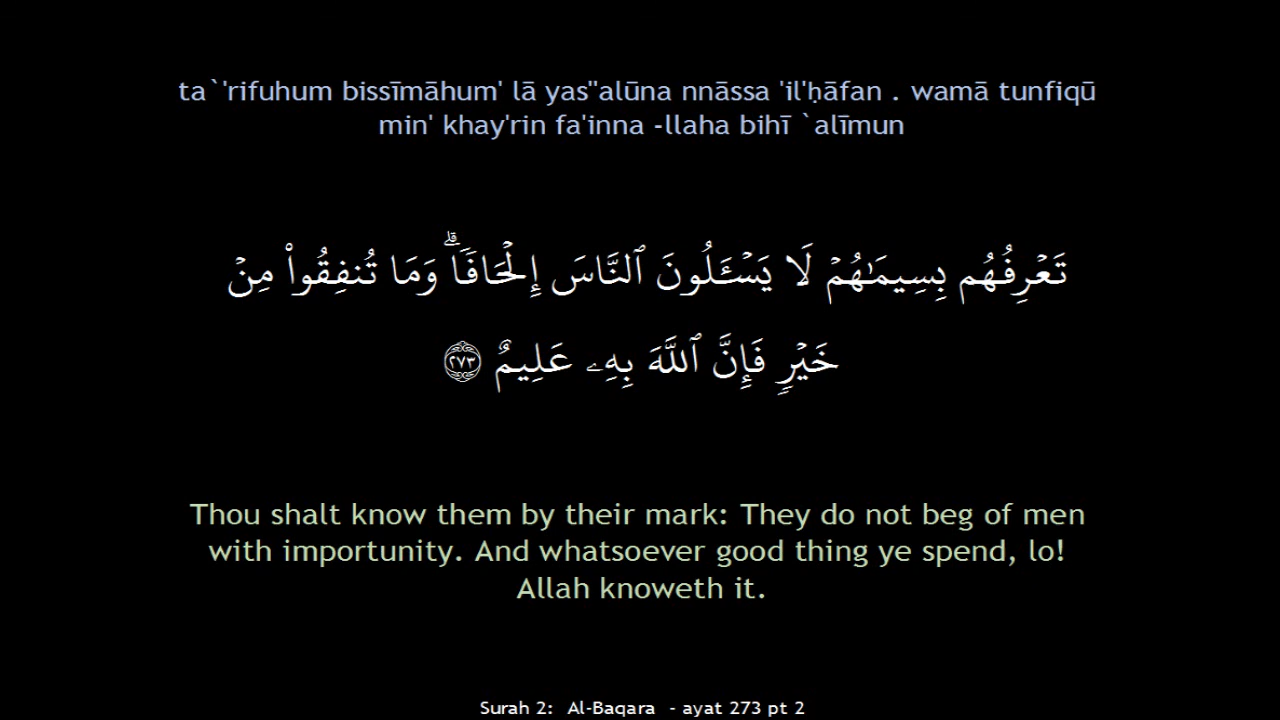 ta`'rifuhum bissīmāhum' lā yas''alūna nnāssa 'il'ḥāfan . wamā tunfiqū
min' khay'rin fa'inna -llaha bihī `alīmun
تَعۡرِفُهُم بِسِيمَـٰهُمۡ لَا يَسۡـَٔلُونَ ٱلنَّاسَ إِلۡحَافٗاۗ وَمَا تُنفِقُواْ مِنۡ
خَيۡرٖ فَإِنَّ ٱللَّهَ بِهِۦ عَلِيمٌ ٢٧٣
Thou shalt know them by their mark: They do not beg of men
with importunity. And whatsoever good thing ye spend, lo!
Allah knoweth it.
Surah 2: Al-Baqara - ayat 273 pt 2